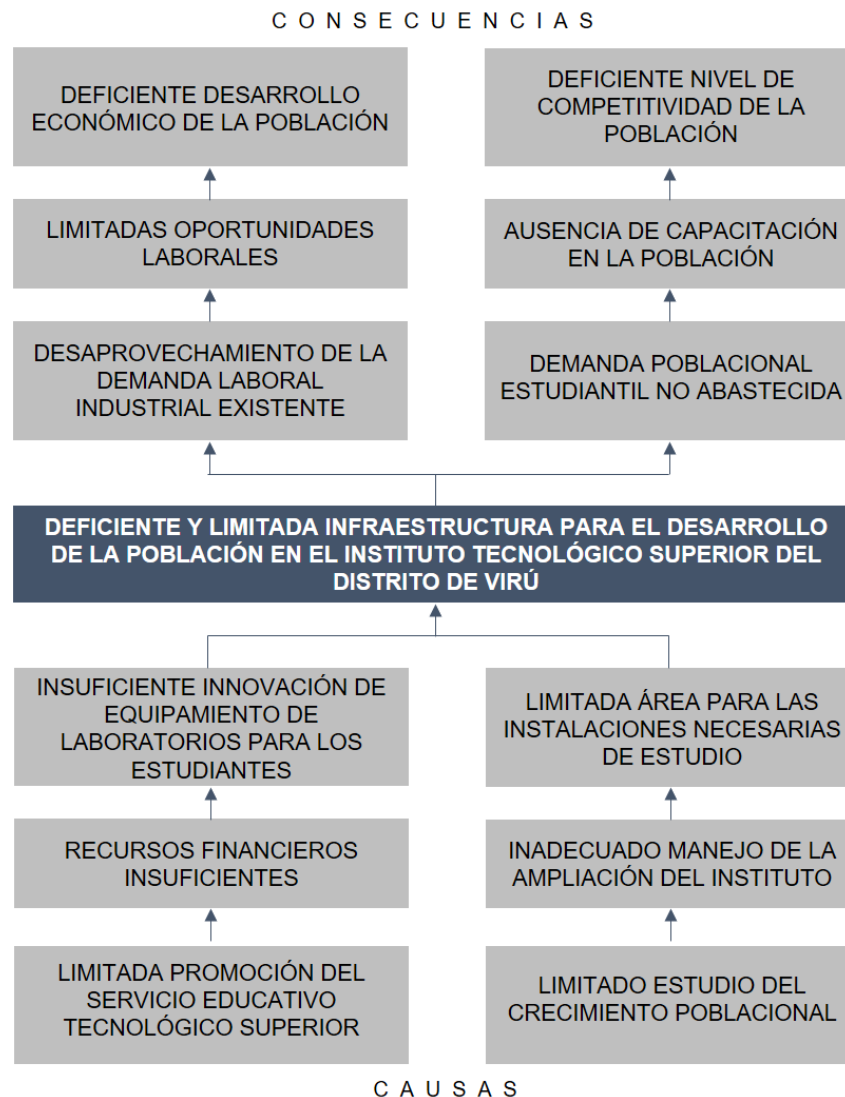 CONSECUENCIAS
DEFICIENTE DESARROLLO
ECONÓMICO DE LA POBLACIÓN
DEFICIENTE NIVEL DE
COMPETITIVIDAD DE LA
POBLACIÓN
LIMITADAS OPORTUNIDADES
LABORALES
AUSENCIA DE CAPACITACIÓN
EN LA POBLACIÓN
DESAPROVECHAMIENTO DE LA
DEMANDA LABORAL
INDUSTRIAL EXISTENTE
DEMANDA POBLACIONAL
ESTUDIANTIL NO ABASTECIDA
DEFICIENTE Y LIMITADA INFRAESTRUCTURA PARA EL DESARROLLO
DE LA POBLACIÓN EN EL INSTITUTO TECNOLÓGICO SUPERIOR DEL
DISTRITO DE VIRÚ
INSUFICIENTE INNOVACIÓN DE
EQUIPAMIENTO DE
LABORATORIOS PARA LOS
ESTUDIANTES
LIMITADA ÁREA PARA LAS
INSTALACIONES NECESARIAS
DE ESTUDIO
RECURSOS FINANCIEROS
INSUFICIENTES
INADECUADO MANEJO DE LA
AMPLIACIÓN DEL INSTITUTO
LIMITADA PROMOCIÓN DEL
SERVICIO EDUCATIVO
TECNOLÓGICO SUPERIOR
LIMITADO ESTUDIO DEL
CRECIMIENTO POBLACIONAL
CAUSAS